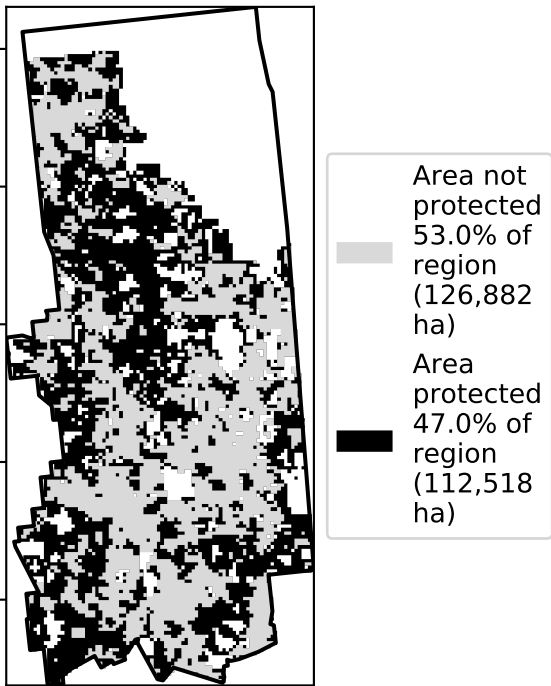 Area not
protected
53.0% of
region
(126,882
ha)
Area
protected
47.0% of
region
(112,518
ha)